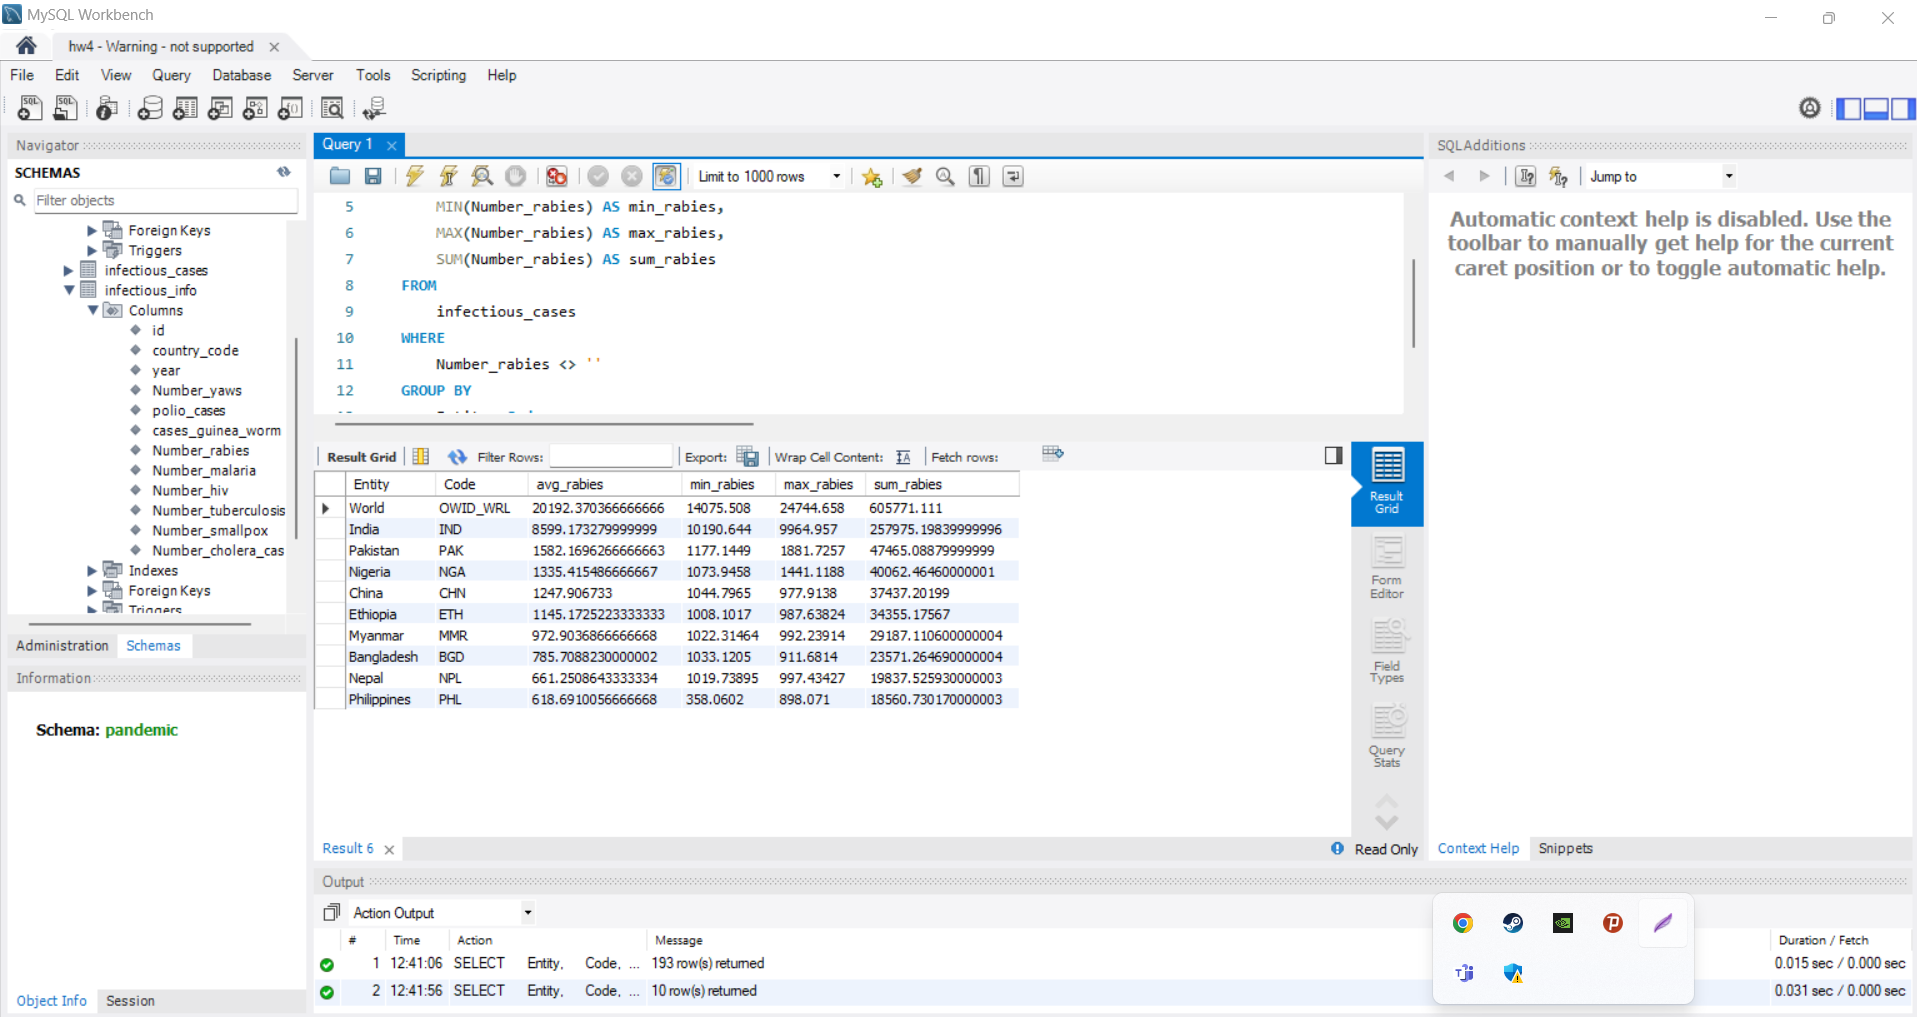 MySQL Workbench
hw4 - Warning - not supported
File Edit View Query Database Server Tools Scripting Help
Navigator
SCHEMAS
Filter objects
Foreign Keys
Triggers
infectious_cases
infectious_info
Columns
id
country_code
year
Number_yaws
polio_cases
cases_guinea_worm
Number_rabies
Number_malaria
Number_hiv
Number_tuberculosis
Number_smallpox
Number_cholera_cas
Indexes
Foreign Keys
Triggers
Administration Schemas
Information
Schema: pandemic
Object Info Session
Query 1
Limit to 1000 rows
5 MIN(Number_rabies) AS min_rabies,
6 MAX(Number_rabies) AS max_rabies,
7 SUM(Number_rabies) AS sum_rabies
8 FROM
9 infectious_cases
10 WHERE
11 Number_rabies <> ''
12 GROUP BY
Result Grid Filter Rows: Export: Wrap Cell Content: Fetch rows:
Entity Code avg_rabies min_rabies max_rabies sum_rabies
World OWID_WRL 20192.370366666666 14075.508 24744.658 605771.111
India IND 8599.173279999999 10190.644 9964.957 257975.19839999996
Pakistan PAK 1582.1696266666663 1177.1449 1881.7257 47465.08879999999
Nigeria NGA 1335.415486666667 1073.9458 1441.1188 40062.46460000001
China CHN 1247.906733 1044.7965 977.9138 37437.20199
Ethiopia ETH 1145.1725223333333 1008.1017 987.63824 34355.17567
Myanmar MMR 972.9036866666668 1022.31464 992.23914 29187.110600000004
Bangladesh BGD 785.7088230000002 1033.1205 911.6814 23571.264690000004
Nepal NPL 661.2508643333334 1019.73895 997.43427 19837.525930000003
Philippines PHL 618.6910056666668 358.0602 898.071 18560.730170000003
Result Grid
Form Editor
Field Types
Query Stats
Result 6
Read Only
SQLAdditions
Jump to
Automatic context help is disabled. Use the
toolbar to manually get help for the current
caret position or to toggle automatic help.
Context Help Snippets
Output
Action Output
# Time Action Message Duration / Fetch
1 12:41:06 SELECT Entity, Code, ... 193 row(s) returned 0.015 sec / 0.000 sec
2 12:41:56 SELECT Entity, Code, ... 10 row(s) returned 0.031 sec / 0.000 sec